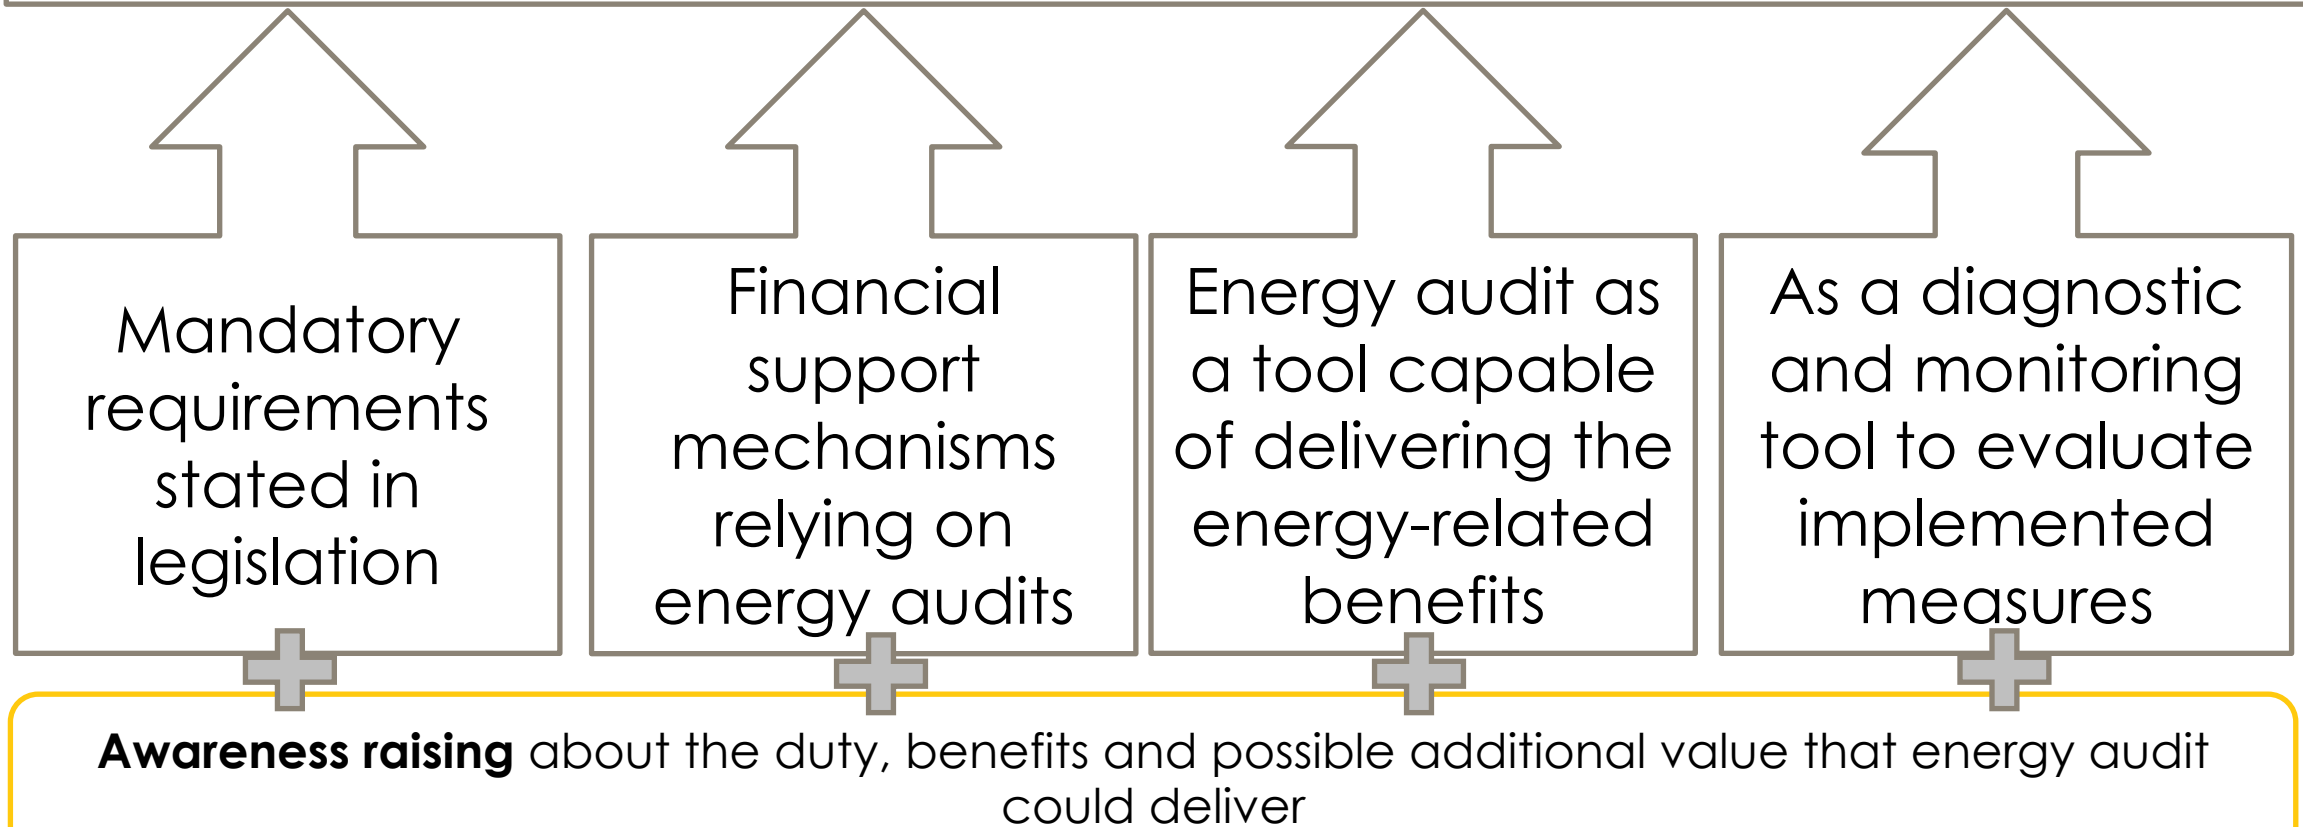 Mandatory
requirements
stated in
legislation
Financial
support
mechanisms
relying on
energy audits
Energy audit as
a tool capable
of delivering the
energy-related
benefits
As a diagnostic
and monitoring
tool to evaluate
implemented
measures
Awareness raising about the duty, benefits and possible additional value that energy audit
could deliver